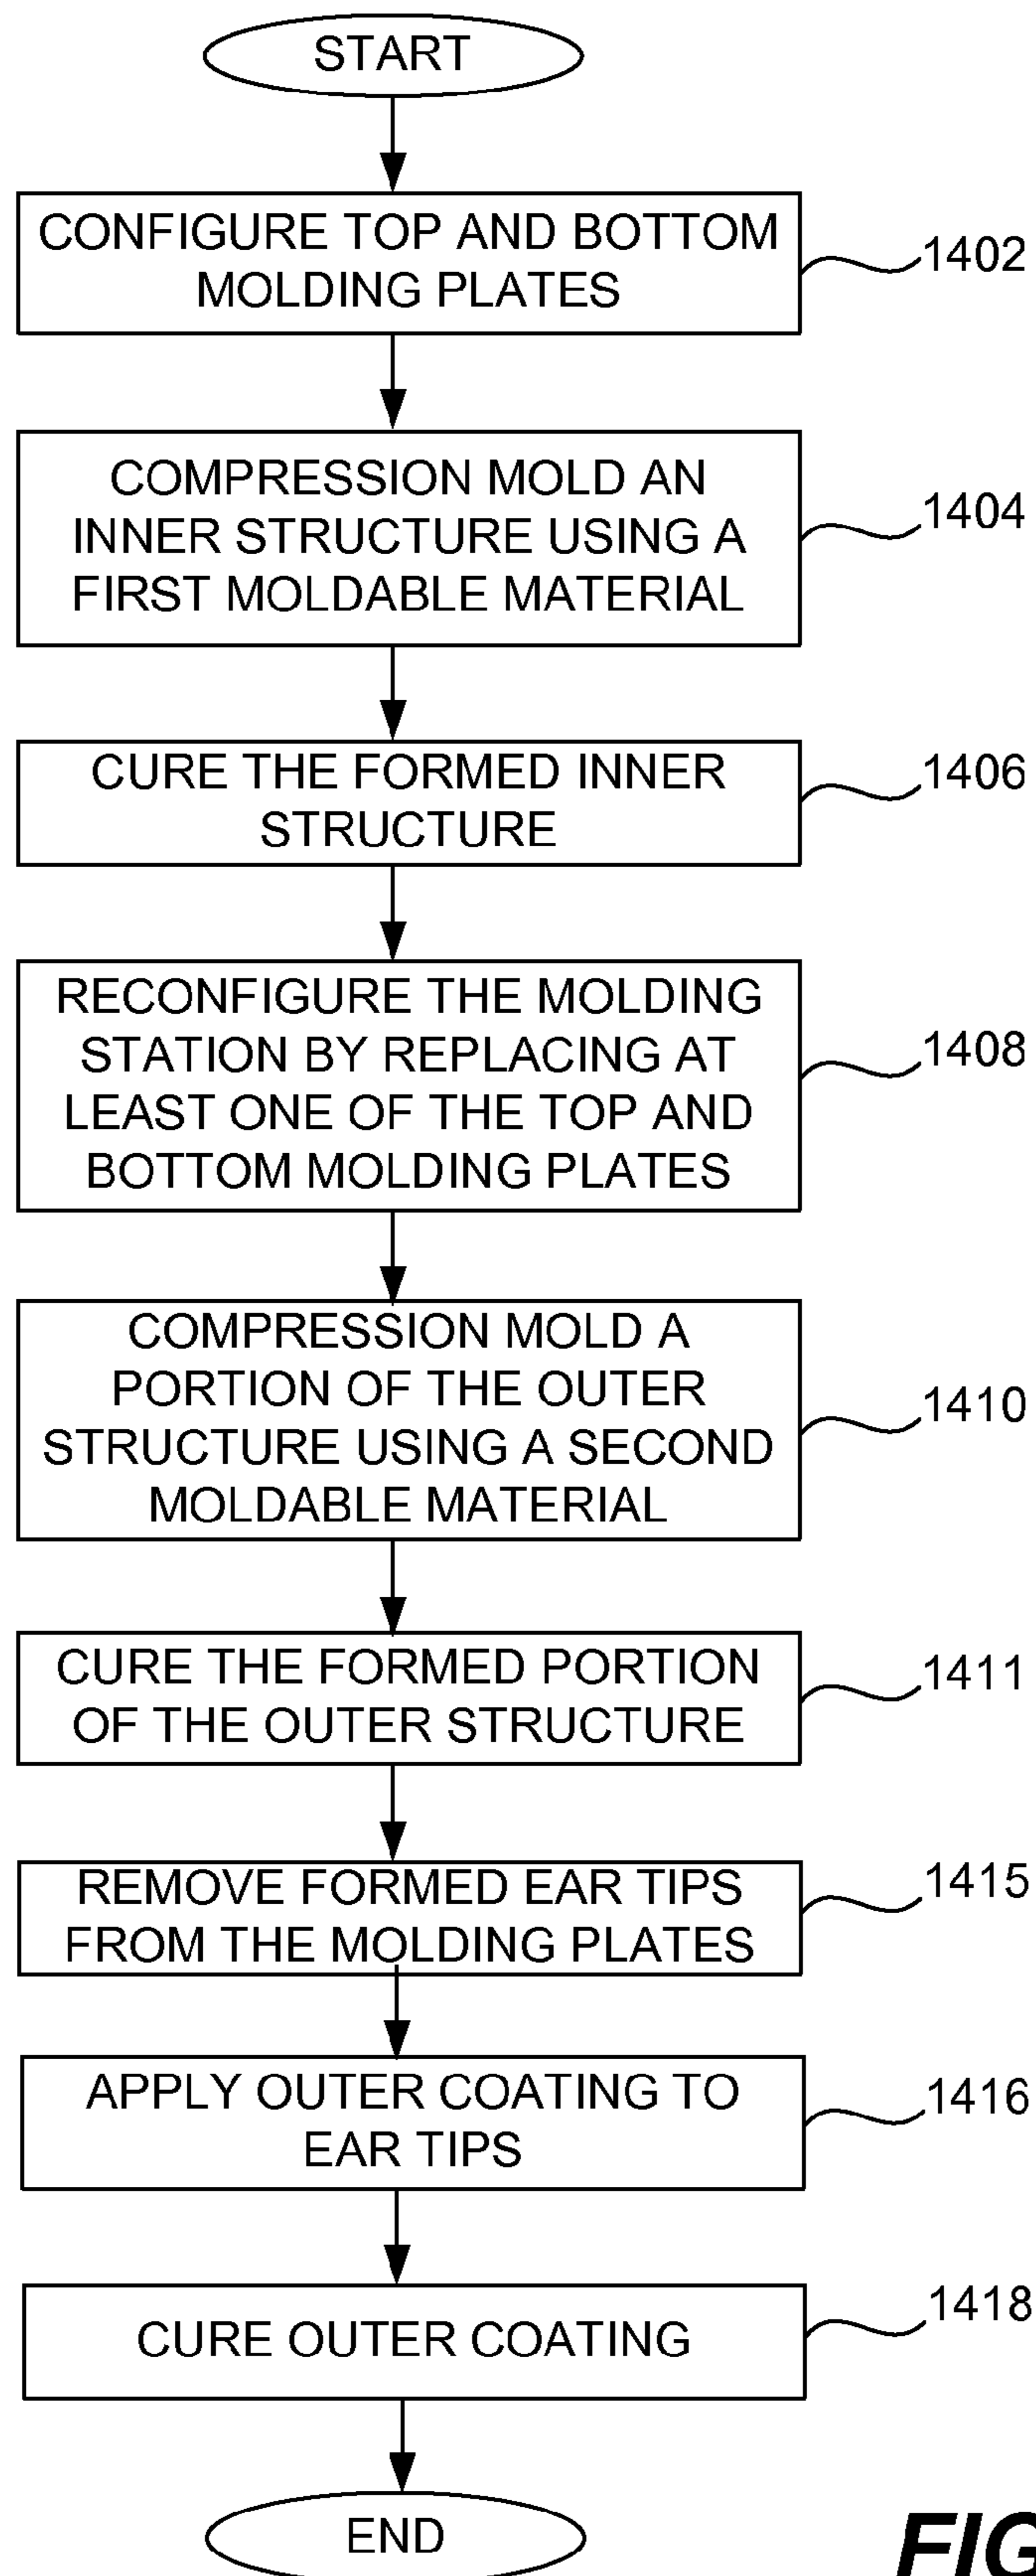 START
CONFIGURE TOP AND BOTTOM
MOLDING PLATES
1402
COMPRESSION MOLD AN
INNER STRUCTURE USING A
FIRST MOLDABLE MATERIAL
1404
CURE THE FORMED INNER
STRUCTURE
1406
RECONFIGURE THE MOLDING
STATION BY REPLACING AT
LEAST ONE OF THE TOP AND
BOTTOM MOLDING PLATES
1408
COMPRESSION MOLD A
PORTION OF THE OUTER
STRUCTURE USING A SECOND
MOLDABLE MATERIAL
1410
CURE THE FORMED PORTION
OF THE OUTER STRUCTURE
1411
REMOVE FORMED EAR TIPS
FROM THE MOLDING PLATES
1415
APPLY OUTER COATING TO
EAR TIPS
1416
CURE OUTER COATING
1418
END
FIG